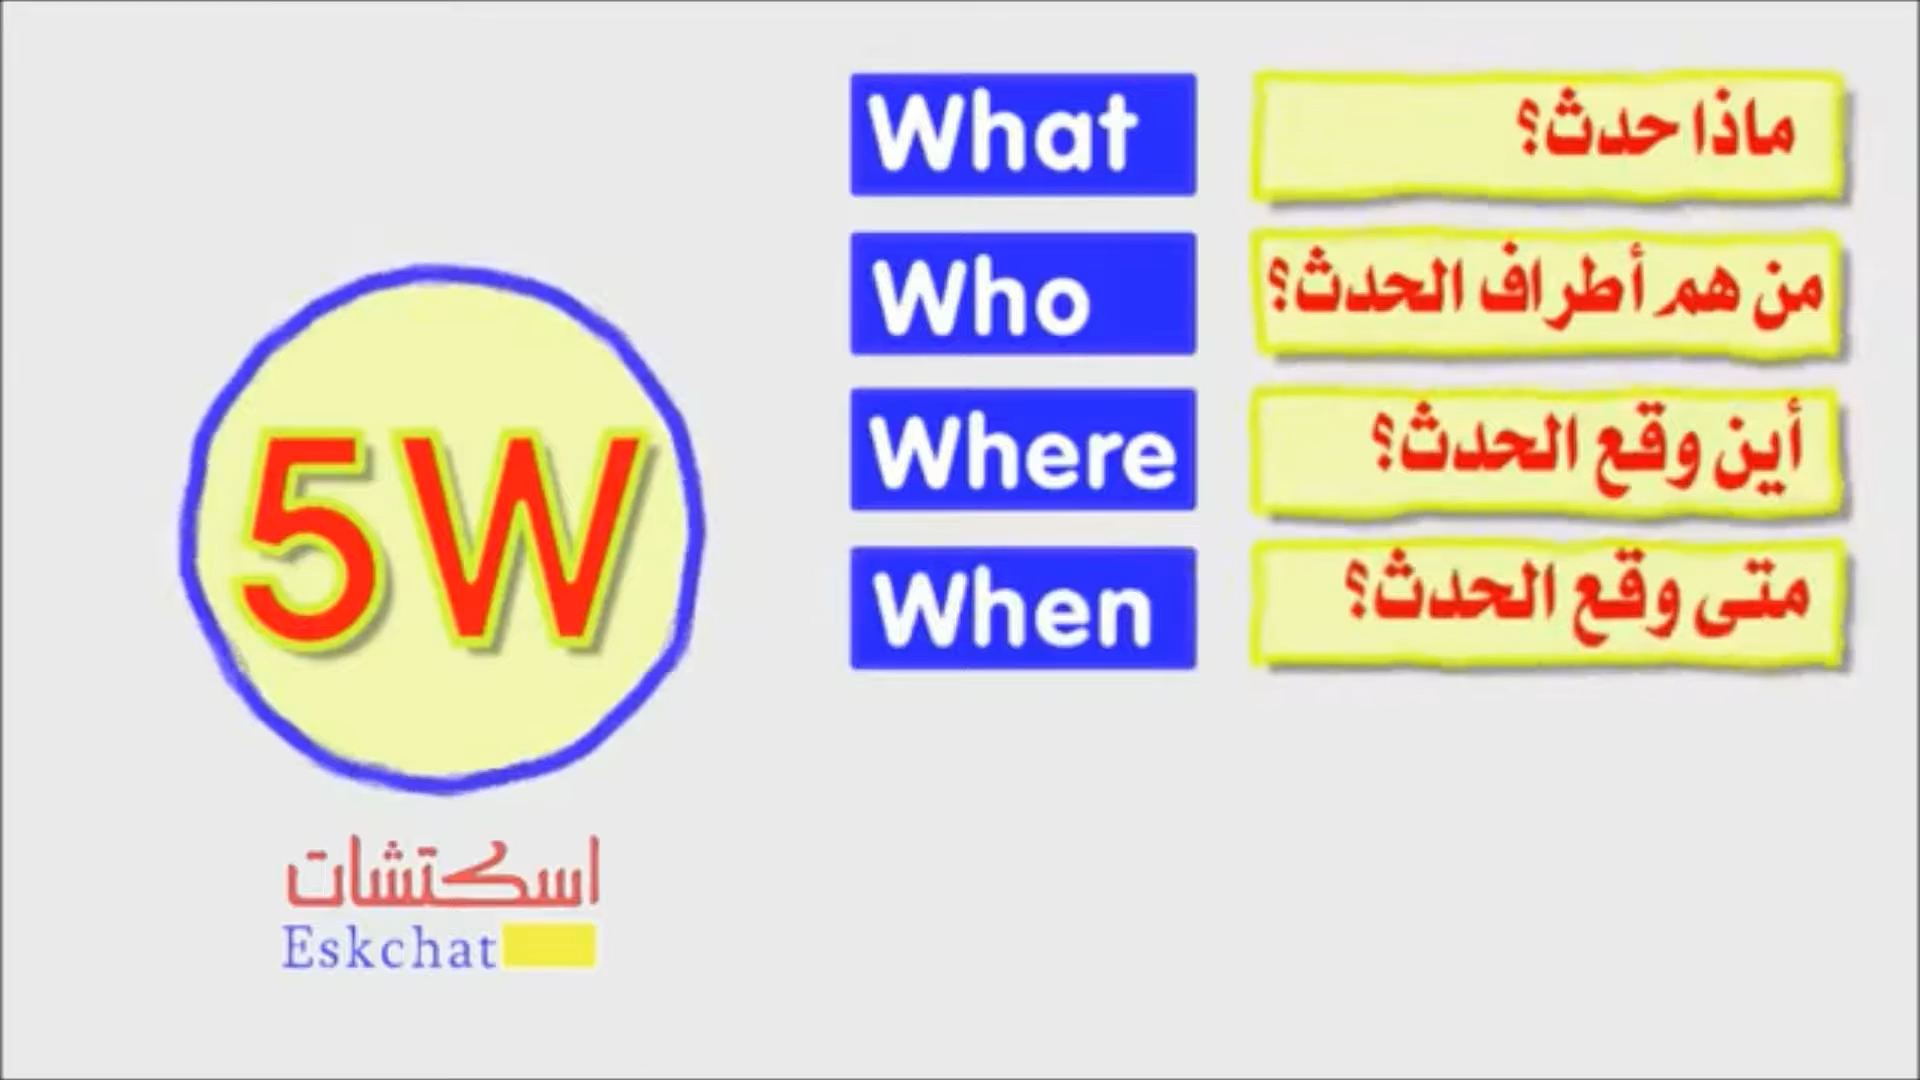 5W
What
ماذا حدث؟
Who
من هم أطراف الحدث؟
Where
أين وقع الحدث؟
When
متى وقع الحدث؟
اسكتشات
Eskchat